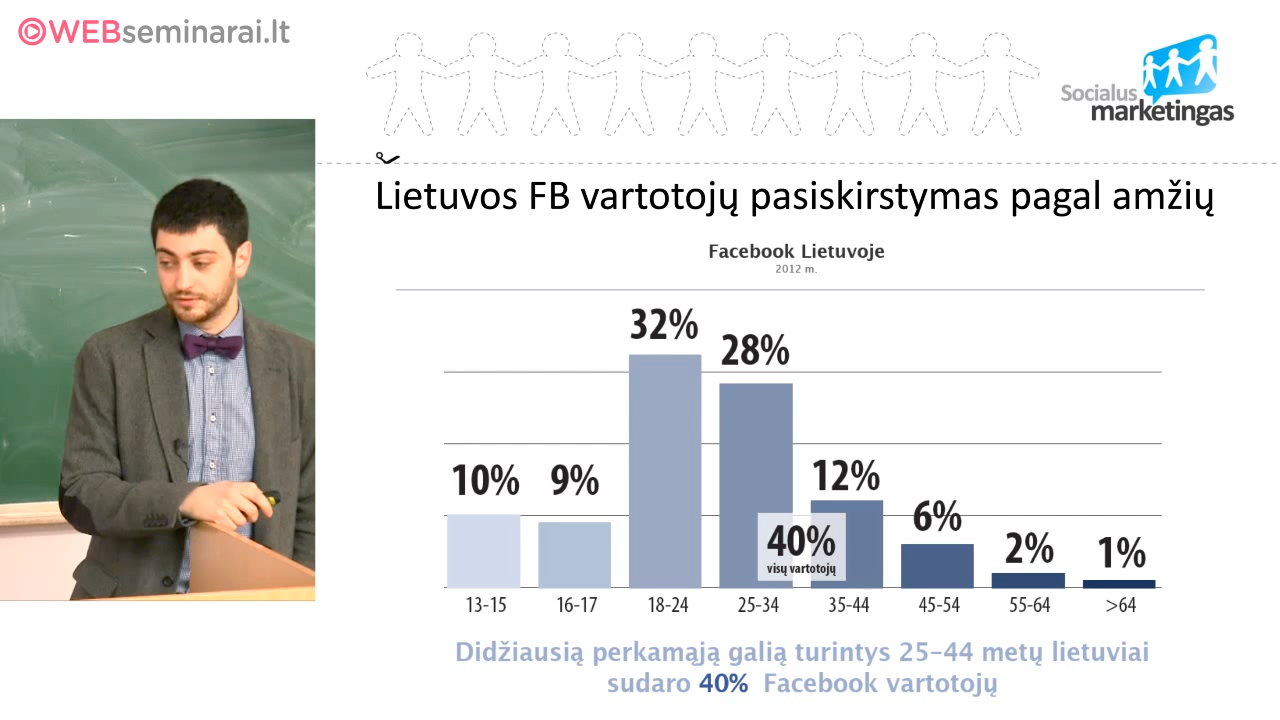 WEBseminarai.lt
Socialus
marketingas
Lietuvos FB vartotojų pasiskirstymas pagal amžių
Facebook Lietuvoje
2012 m.
32%
28%
10%
9%
12%
6%
2%
1%
40%
visų vartotojų
13-15 16-17 18-24 25-34 35-44 45-54 55-64 >64
Didžiausią perkamąją galią turintys 25-44 metų lietuviai
sudaro 40% Facebook vartotojų